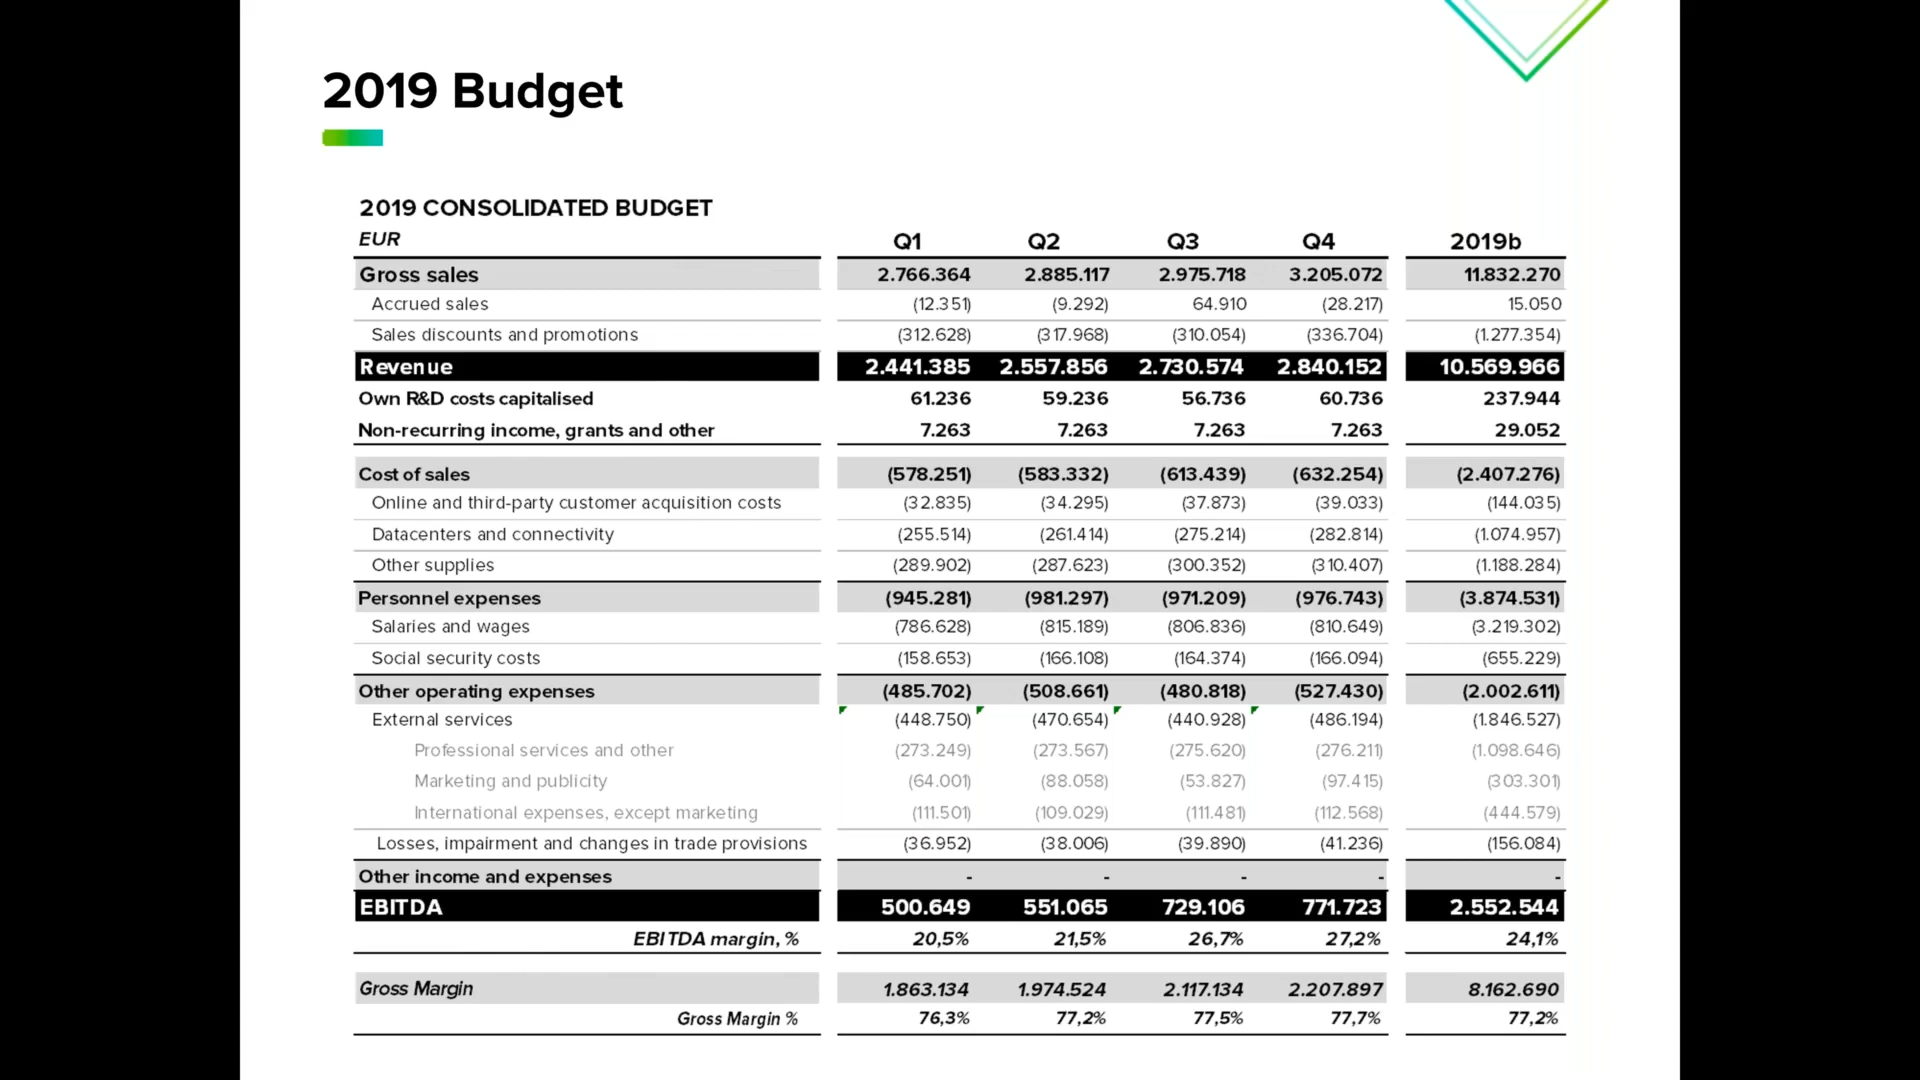 2019 Budget
2019 CONSOLIDATED BUDGET
EUR Q1 Q2 Q3 Q4 2019b
Gross sales 2.766.364 2.885.117 2.975.718 3.205.072 11.832.270
Accrued sales (12.351) (9.292) 64.910 (28.217) 15.050
Sales discounts and promotions (312.628) (317.968) (310.054) (336.704) (1.277.354)
Revenue 2.441.385 2.557.856 2.730.574 2.840.152 10.569.966
Own R&D costs capitalised 61.236 59.236 56.736 60.736 237.944
Non-recurring income, grants and other 7.263 7.263 7.263 7.263 29.052
Cost of sales (578.251) (583.332) (613.439) (632.254) (2.407.276)
Online and third-party customer acquisition costs (32.835) (34.295) (37.873) (39.033) (144.035)
Datacenters and connectivity (255.514) (261.414) (275.214) (282.814) (1.074.957)
Other supplies (289.902) (287.623) (300.352) (310.407) (1.188.284)
Personnel expenses (945.281) (981.297) (971.209) (976.743) (3.874.531)
Salaries and wages (786.628) (815.189) (806.836) (810.649) (3.219.302)
Social security costs (158.653) (166.108) (164.374) (166.094) (655.229)
Other operating expenses (485.702) (508.661) (480.818) (527.430) (2.002.611)
External services (448.750) (470.654) (440.928) (486.194) (1.846.527)
Professional services and other (273.249) (273.567) (275.620) (276.211) (1.098.646)
Marketing and publicity (64.001) (88.058) (53.827) (97.415) (303.301)
International expenses, except marketing (111.501) (109.029) (111.481) (112.568) (444.579)
Losses, impairment and changes in trade provisions (36.952) (38.006) (39.890) (41.236) (156.084)
Other income and expenses - - - - -
EBITDA 500.649 551.065 729.106 771.723 2.552.544
EBITDA margin, % 20,5% 21,5% 26,7% 27,2% 24,1%
Gross Margin 1.863.134 1.974.524 2.117.134 2.207.897 8.162.690
Gross Margin % 76,3% 77,2% 77,5% 77,7% 77,2%